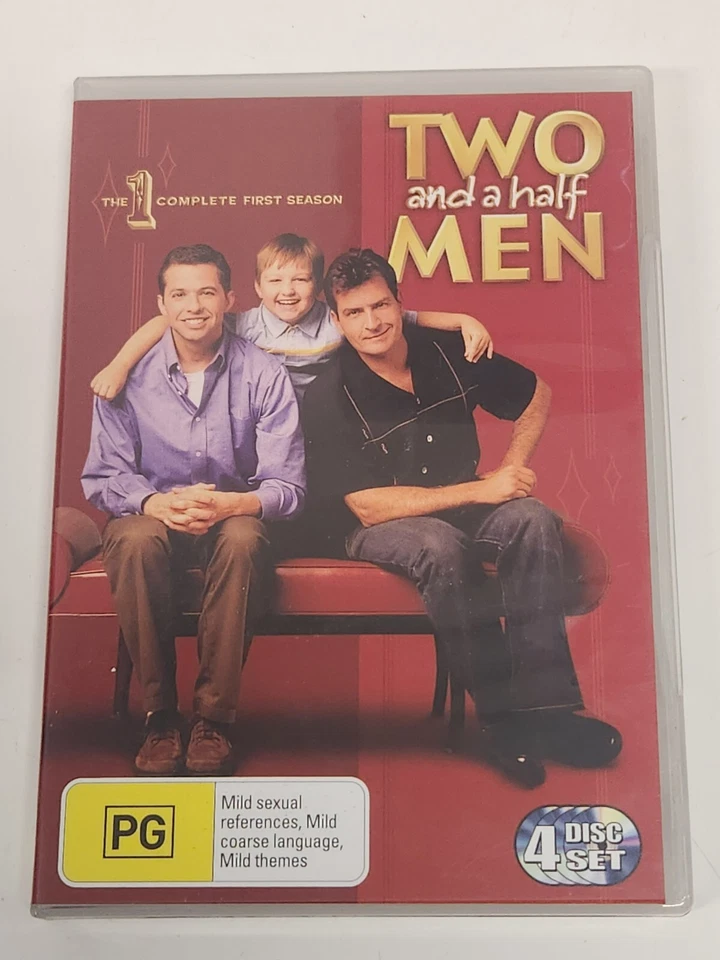 TWO
and a half
MEN
THE 1 COMPLETE FIRST SEASON
PG
Mild sexual
references, Mild
coarse language,
Mild themes
4 DISC
SET